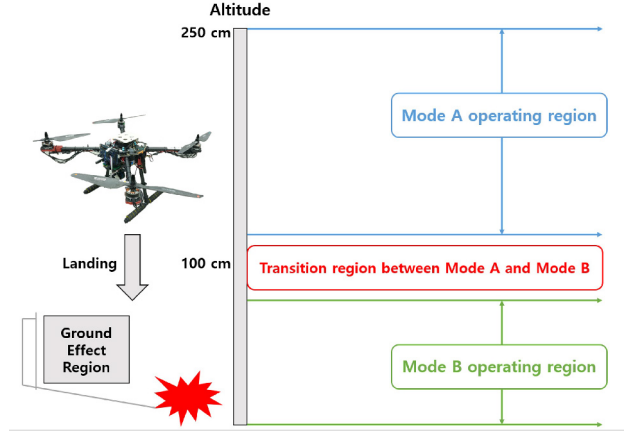 Altitude
250 cm
Mode A operating region
Landing
100 cm
Transition region between Mode A and Mode B
Ground
Effect
Region
Mode B operating region